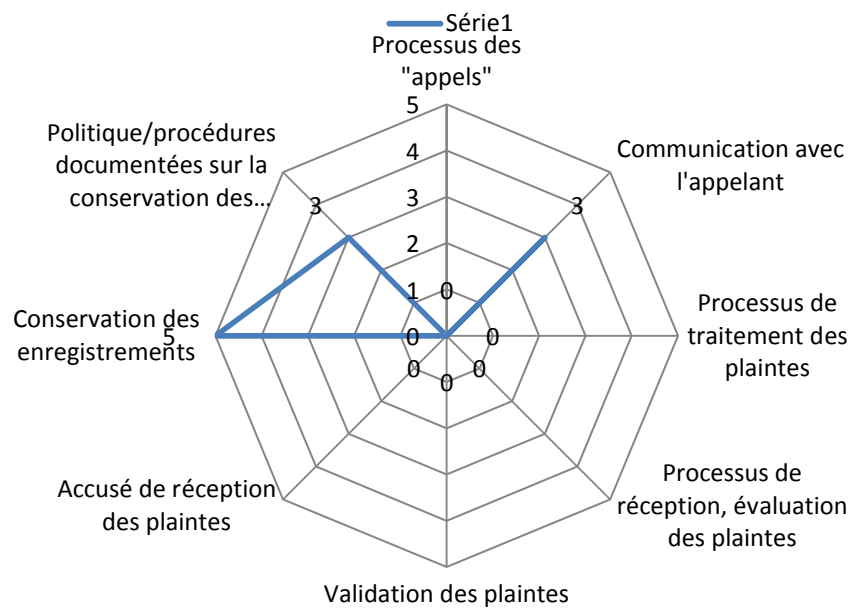 Série1
Processus des
"appels"
5
4
3
2
1
0
0
Communication avec
l'appelant
3
Processus de
traitement des
plaintes
0
Processus de
réception, évaluation
des plaintes
0
Validation des plaintes
0
Accusé de réception
des plaintes
0
Conservation des
enregistrements
5
Politique/procédures
documentées sur la
conservation des...
3